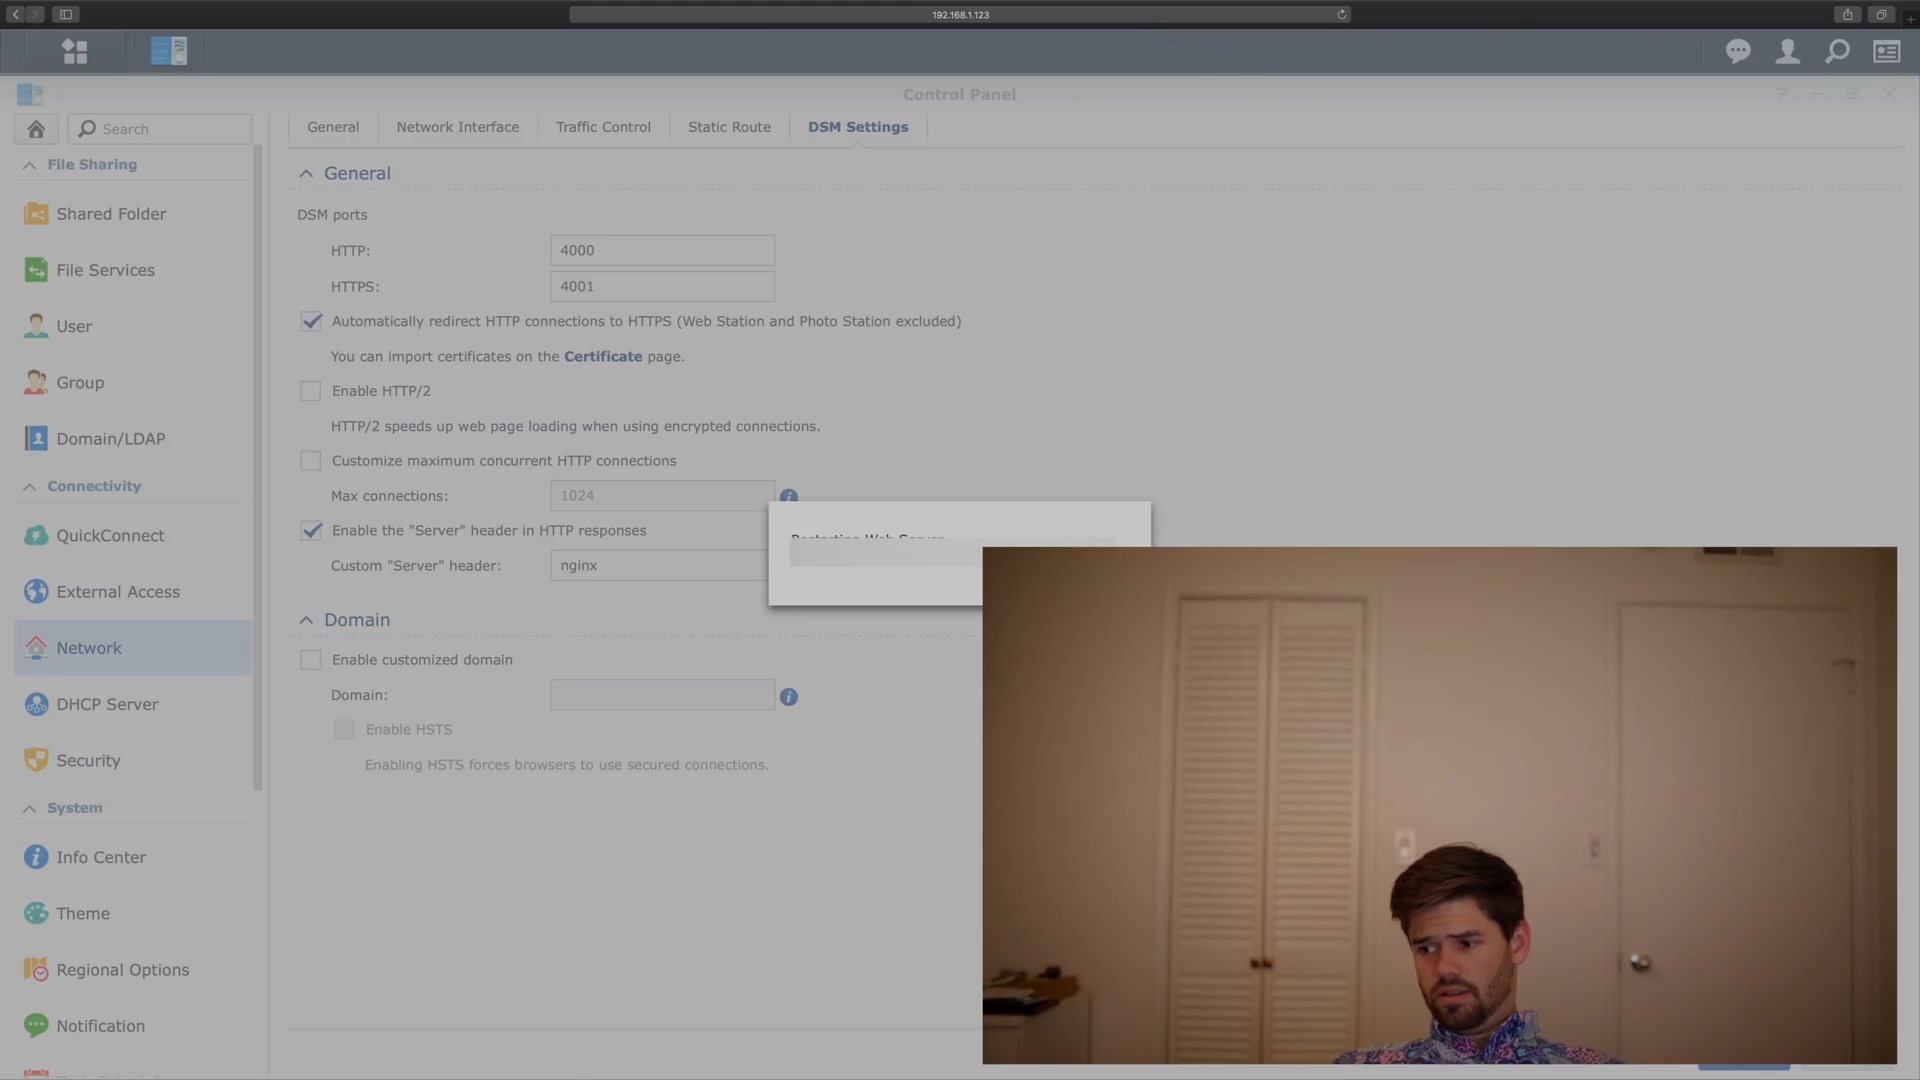 192.168.1.123
Control Panel
Search
General
Network Interface
Traffic Control
Static Route
DSM Settings
File Sharing
Shared Folder
File Services
User
Group
Domain/LDAP
Connectivity
QuickConnect
External Access
Network
DHCP Server
Security
System
Info Center
Theme
Regional Options
Notification
General
DSM ports
HTTP: 4000
HTTPS: 4001
Automatically redirect HTTP connections to HTTPS (Web Station and Photo Station excluded)
You can import certificates on the Certificate page.
Enable HTTP/2
HTTP/2 speeds up web page loading when using encrypted connections.
Customize maximum concurrent HTTP connections
Max connections: 1024
Enable the "Server" header in HTTP responses
Custom "Server" header: nginx
Restarting Web Server
Domain
Enable customized domain
Domain:
Enable HSTS
Enabling HSTS forces browsers to use secured connections.